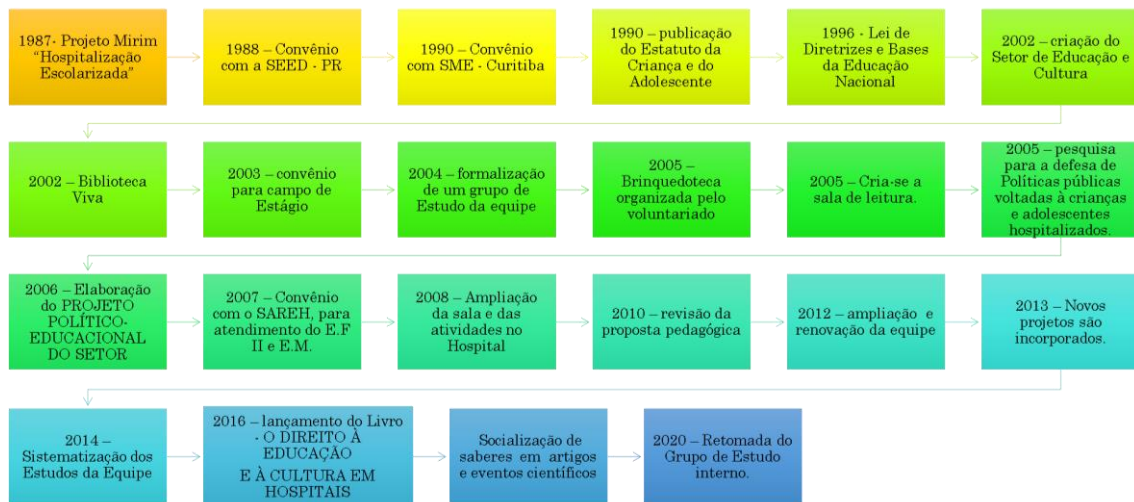 1987- Projeto Mirim
“Hospitalização
Escolarizada”
1988 – Convênio
com a SEED - PR
1990 – Convênio
com SME - Curitiba
1990 – publicação
do Estatuto da
Criança e do
Adolescente
1996 - Lei de
Diretrizes e Bases
da Educação
Nacional
2002 –criação do
Setor de Educação e
Cultura
2002 – Biblioteca
Viva
2003 – convênio
para campo de
Estágio
2004 – formalização
de um grupo de
Estudo da equipe
2005 –
Brinquedoteca
organizada pelo
voluntariado
2005 – Cria-se a
sala de leitura.
2005 – pesquisa
para a defesa de
Políticas públicas
voltadas à crianças
e adolescentes
hospitalizados.
2006 – Elaboração
do PROJETO
POLÍTICO-
EDUCACIONAL
DO SETOR
2007 – Convênio
com o SAREH, para
atendimento do E.F
II e E.M.
2008 – Ampliação
da sala e das
atividades no
Hospital
2010 – revisão da
proposta pedagógica
2012 – ampliação e
renovação da equipe
2013 – Novos
projetos são
incorporados.
2014 –
Sistematização dos
Estudos da Equipe
2016 – lançamento do Livro
- O DIREITO À
EDUCAÇÃO
E À CULTURA EM
HOSPITAIS
Socialização de
saberes em artigos
e eventos científicos
2020 – Retomada do
Grupo de Estudo
interno.